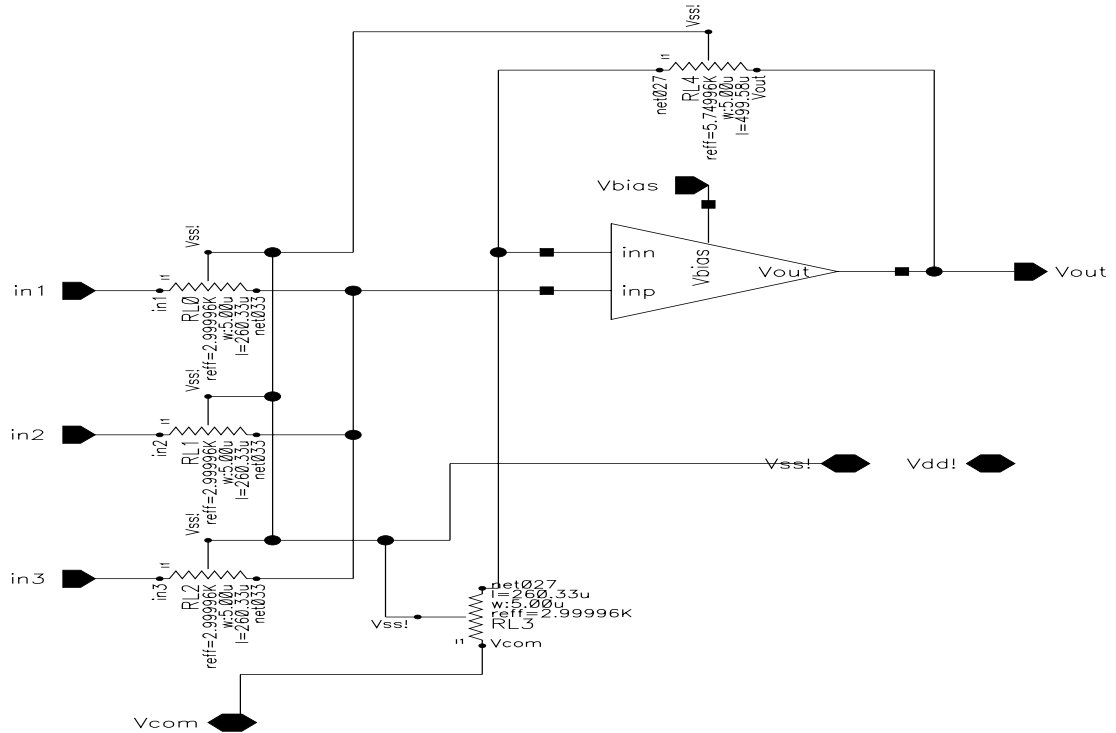 Vss!
i1
net027
RL4
reff=5.74996K
w:5.00u
l=499.58u
Vout
Vbias
Vss!
inn
Vbias
Vout
Vout
inp
in1
i1
in1
RL0
reff=2.99996K
w:5.00u
l=260.33u
net033
Vss!
in2
i1
in2
RL1
reff=2.99996K
w:5.00u
l=260.33u
net033
Vss!
Vdd!
Vss!
in3
i1
in3
RL2
reff=2.99996K
w:5.00u
l=260.33u
net033
net027
l=260.33u
w:5.00u
reff=2.99996K
RL3
Vss!
i1
Vcom
Vcom